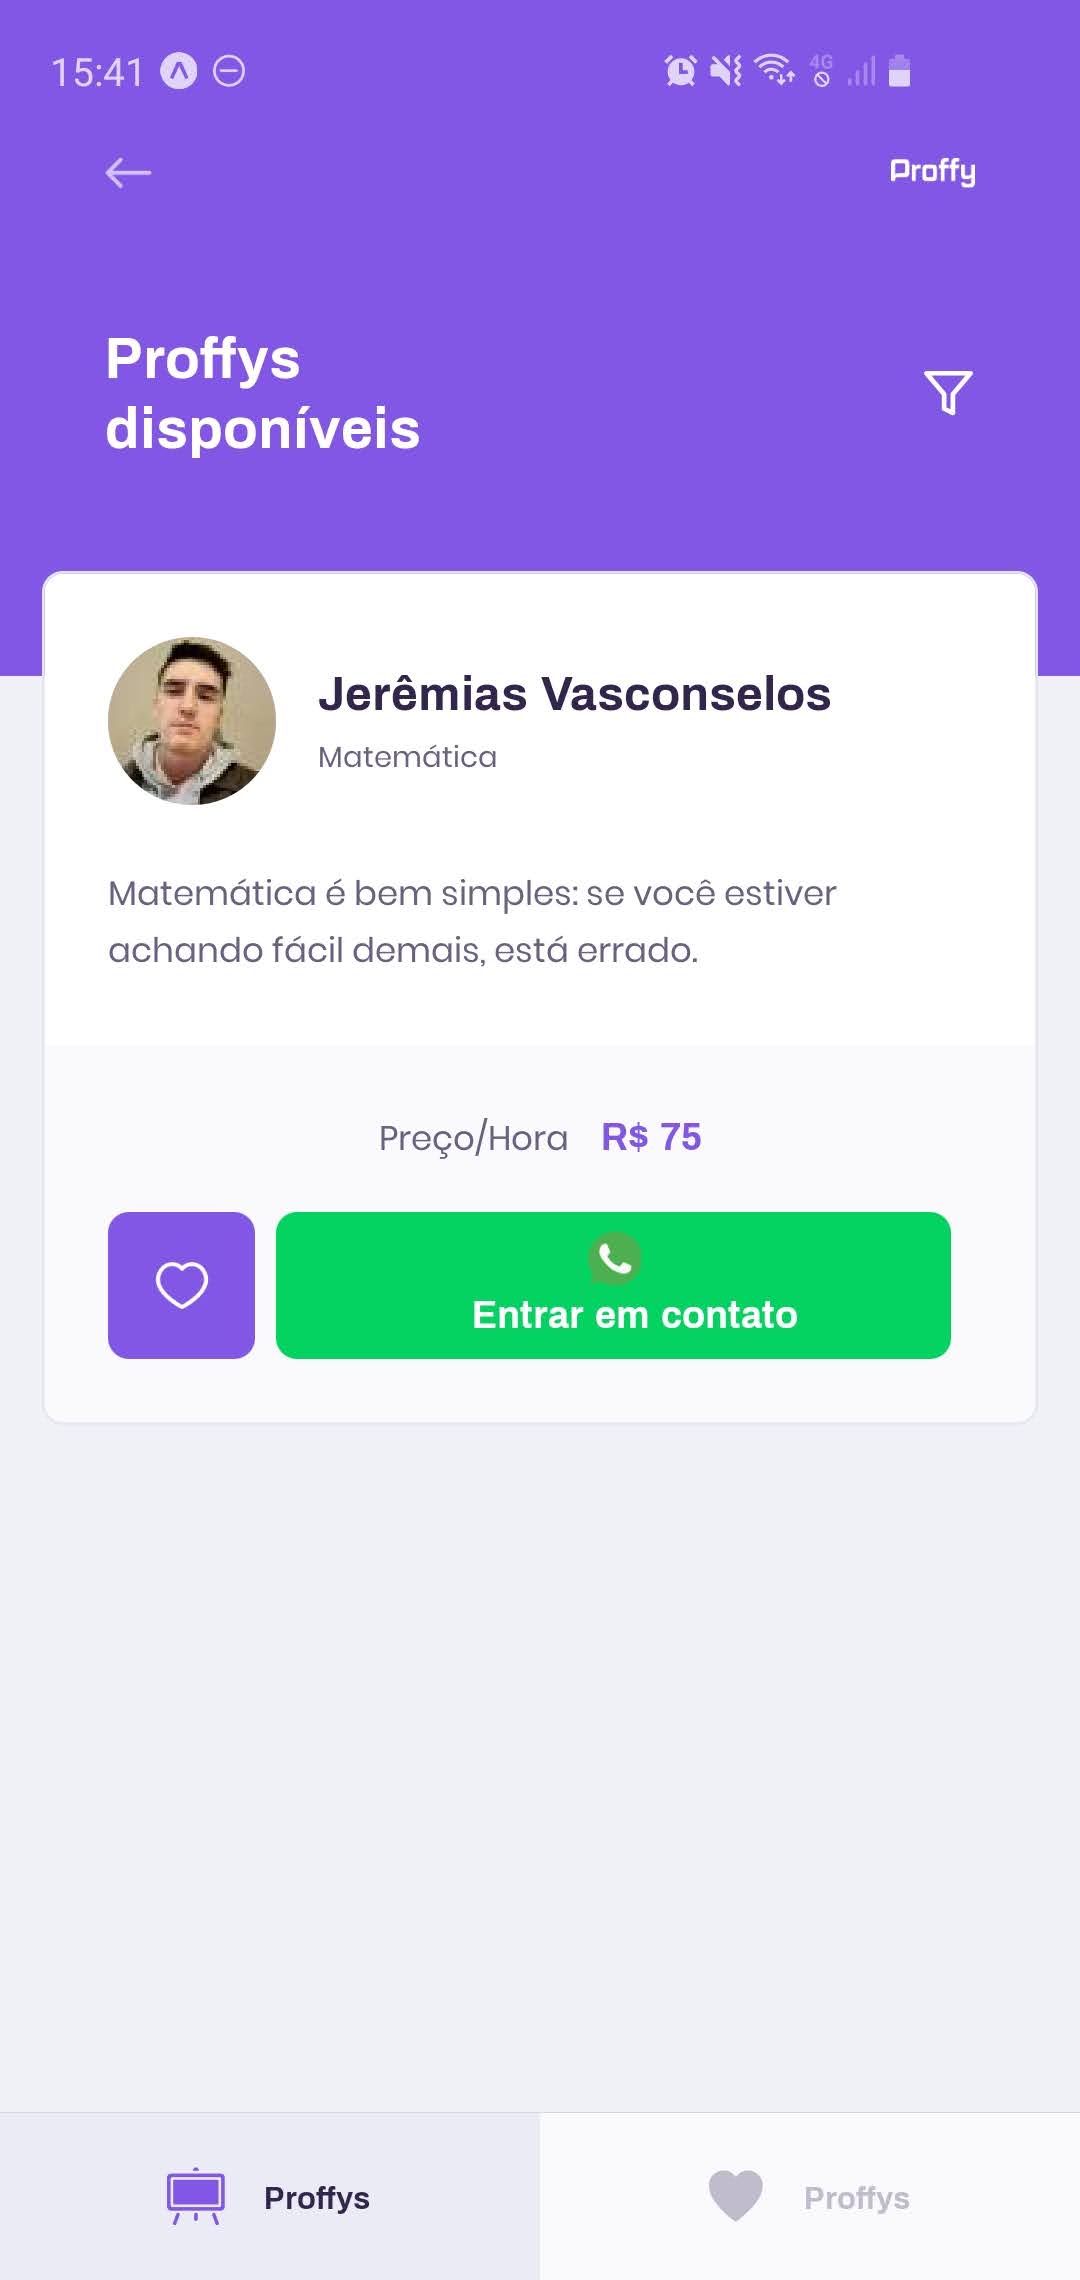 15:41
4G
Proffy
Proffys
disponíveis
Jerêmias Vasconselos
Matemática
Matemática é bem simples: se você estiver
achando fácil demais, está errado.
Preço/Hora R$ 75
Entrar em contato
Proffys
Proffys